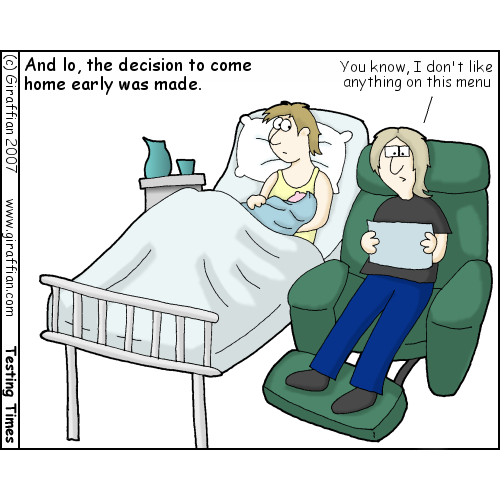 And lo, the decision to come
home early was made.
You know, I don't like
anything on this menu
(c) Giraffian 2007 www.giraffian.com Testing Times